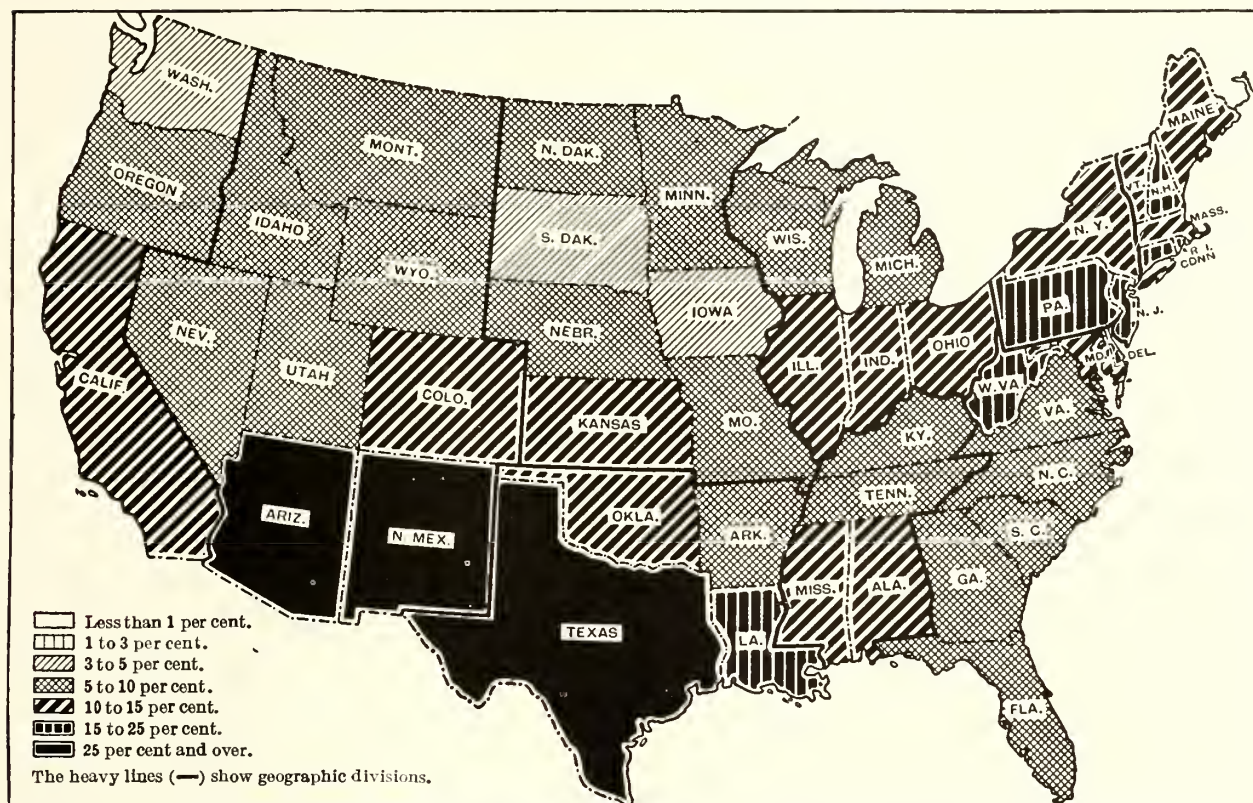 WASH.
OREGON
CALIF.
NEV.
IDAHO
MONT.
WYO.
UTAH
COLO.
ARIZ.
N. MEX.
N. DAK.
S. DAK.
NEBR.
KANSAS
OKLA.
TEXAS
MINN.
IOWA
MO.
ARK.
LA.
WIS.
ILL.
MICH.
IND.
OHIO
KY.
TENN.
MISS.
ALA.
GA.
FLA.
S. C.
N. C.
VA.
W. VA.
MD.
DEL.
PA.
N. J.
N. Y.
CONN
R. I.
MASS.
VT.
N.H.
MAINE
Less than 1 per cent.
1 to 3 per cent.
3 to 5 per cent.
5 to 10 per cent.
10 to 15 per cent.
15 to 25 per cent.
25 per cent and over.
The heavy lines (—) show geographic divisions.